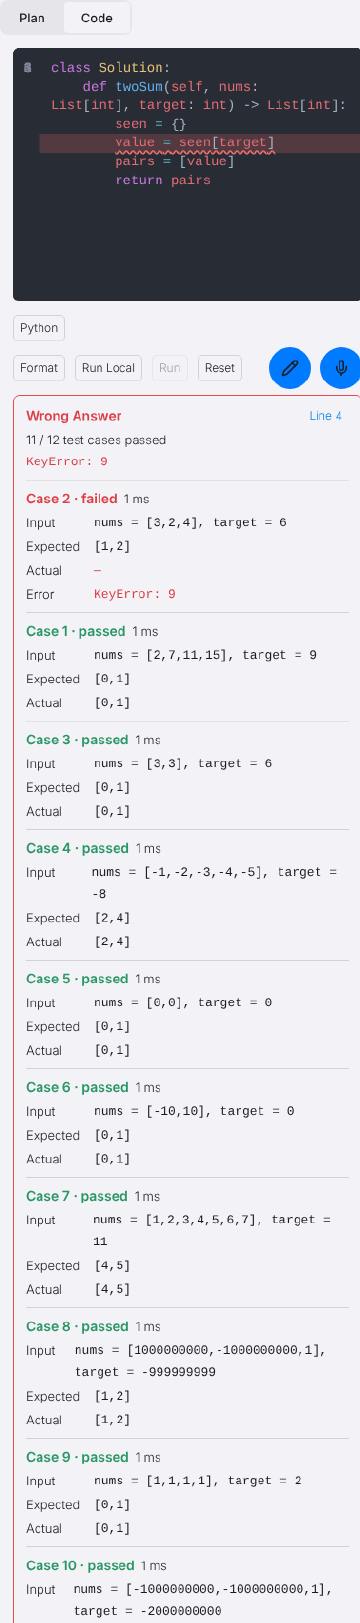 Plan
Code
class Solution:
def twoSum(self, nums:
List[int], target: int) -> List[int]:
seen = {}
value = seen[target]
pairs = [value]
return pairs
Python
Format
Run Local
Run
Reset
Wrong Answer
Line 4
11 / 12 test cases passed
KeyError: 9
Case 2 · failed 1 ms
Input nums = [3,2,4], target = 6
Expected [1,2]
Actual —
Error KeyError: 9
Case 1 · passed 1 ms
Input nums = [2,7,11,15], target = 9
Expected [0,1]
Actual [0,1]
Case 3 · passed 1 ms
Input nums = [3,3], target = 6
Expected [0,1]
Actual [0,1]
Case 4 · passed 1 ms
Input nums = [-1,-2,-3,-4,-5], target =
-8
Expected [2,4]
Actual [2,4]
Case 5 · passed 1 ms
Input nums = [0,0], target = 0
Expected [0,1]
Actual [0,1]
Case 6 · passed 1 ms
Input nums = [-10,10], target = 0
Expected [0,1]
Actual [0,1]
Case 7 · passed 1 ms
Input nums = [1,2,3,4,5,6,7], target =
11
Expected [4,5]
Actual [4,5]
Case 8 · passed 1 ms
Input nums = [1000000000,-1000000000,1],
target = -999999999
Expected [1,2]
Actual [1,2]
Case 9 · passed 1 ms
Input nums = [1,1,1,1], target = 2
Expected [0,1]
Actual [0,1]
Case 10 · passed 1 ms
Input nums = [-1000000000,-1000000000,1],
target = -2000000000